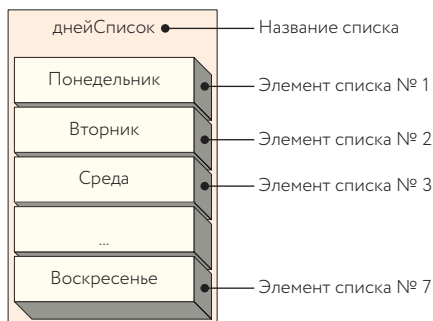 днейСписок
Название списка
Понедельник
Элемент списка № 1
Вторник
Элемент списка № 2
Среда
Элемент списка № 3
...
Воскресенье
Элемент списка № 7